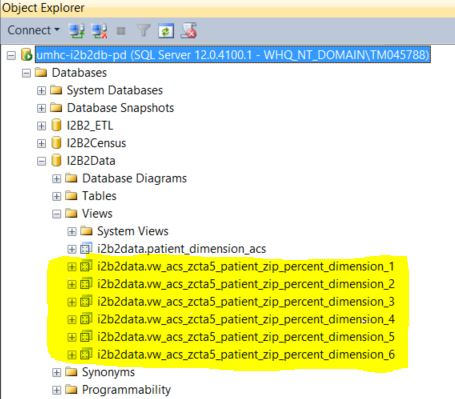 Object Explorer
Connect
umhc-i2b2db-pd (SQL Server 12.0.4100.1 - WHQ_NT_DOMAIN\TM045788)
Databases
System Databases
Database Snapshots
I2B2_ETL
I2B2Census
I2B2Data
Database Diagrams
Tables
Views
System Views
i2b2data.patient_dimension_acs
i2b2data.vw_acs_zcta5_patient_zip_percent_dimension_1
i2b2data.vw_acs_zcta5_patient_zip_percent_dimension_2
i2b2data.vw_acs_zcta5_patient_zip_percent_dimension_3
i2b2data.vw_acs_zcta5_patient_zip_percent_dimension_4
i2b2data.vw_acs_zcta5_patient_zip_percent_dimension_5
i2b2data.vw_acs_zcta5_patient_zip_percent_dimension_6
Synonyms
Programmability